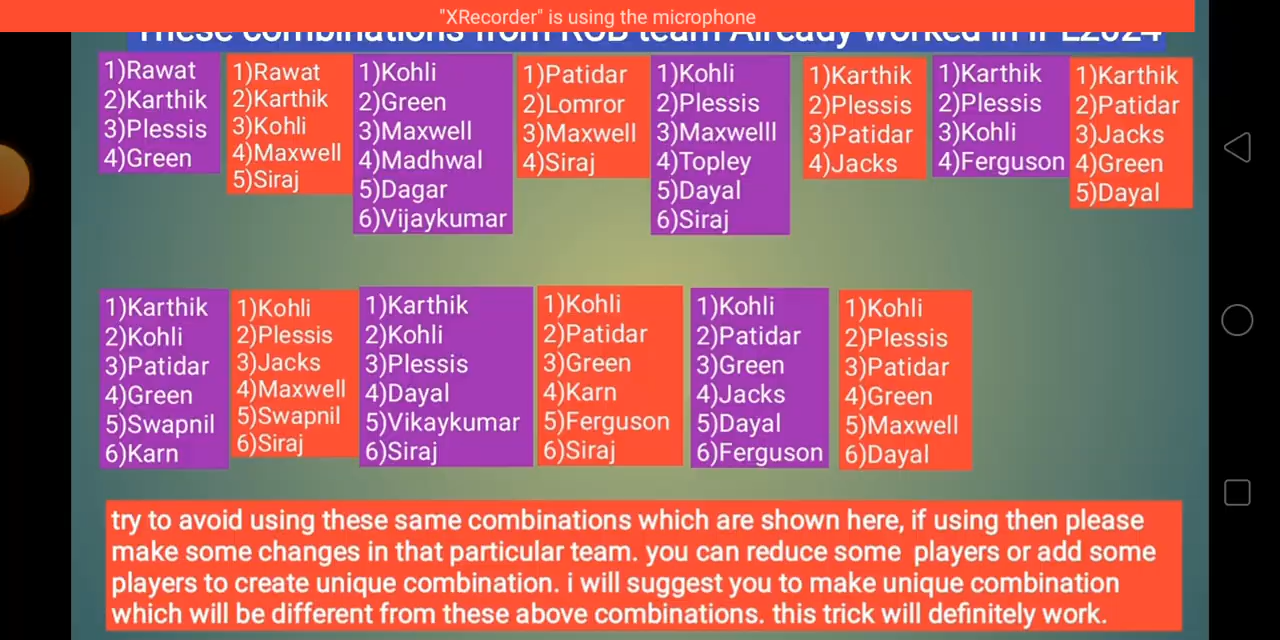 "XRecorder" is using the microphone
These combinations from RCB team Already worked in IPL2024
1)Rawat
2)Karthik
3)Plessis
4)Green
1)Rawat
2)Karthik
3)Kohli
4)Maxwell
5)Siraj
1)Kohli
2)Green
3)Maxwell
4)Madhwal
5)Dagar
6)Vijaykumar
1)Patidar
2)Lomror
3)Maxwell
4)Siraj
1)Kohli
2)Plessis
3)Maxwelll
4)Topley
5)Dayal
6)Siraj
1)Karthik
2)Plessis
3)Patidar
4)Jacks
1)Karthik
2)Plessis
3)Kohli
4)Ferguson
1)Karthik
2)Patidar
3)Jacks
4)Green
5)Dayal
1)Karthik
2)Kohli
3)Patidar
4)Green
5)Swapnil
6)Karn
1)Kohli
2)Plessis
3)Jacks
4)Maxwell
5)Swapnil
6)Siraj
1)Karthik
2)Kohli
3)Plessis
4)Dayal
5)Vikaykumar
6)Siraj
1)Kohli
2)Patidar
3)Green
4)Karn
5)Ferguson
6)Siraj
1)Kohli
2)Patidar
3)Green
4)Jacks
5)Dayal
6)Ferguson
1)Kohli
2)Plessis
3)Patidar
4)Green
5)Maxwell
6)Dayal
try to avoid using these same combinations which are shown here, if using then please
make some changes in that particular team. you can reduce some players or add some
players to create unique combination. i will suggest you to make unique combination
which will be different from these above combinations. this trick will definitely work.